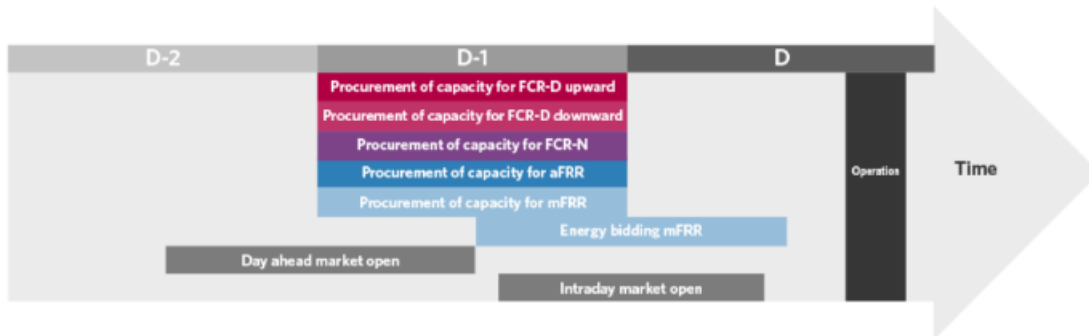 D-2 D-1 D
Procurement of capacity for FCR-D upward
Procurement of capacity for FCR-D downward
Procurement of capacity for FCR-N
Procurement of capacity for aFRR
Procurement of capacity for mFRR
Energy bidding mFRR
Day ahead market open
Intraday market open
Operation
Time